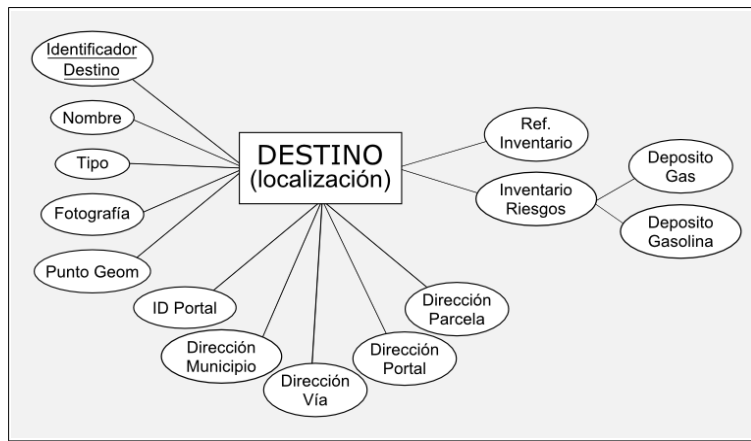 Identificador
Destino
Nombre
Tipo
Fotografía
Punto Geom
DESTINO
(localización)
Ref.
Inventario
Inventario
Riesgos
Deposito
Gas
Deposito
Gasolina
ID Portal
Dirección
Municipio
Dirección
Vía
Dirección
Portal
Dirección
Parcela